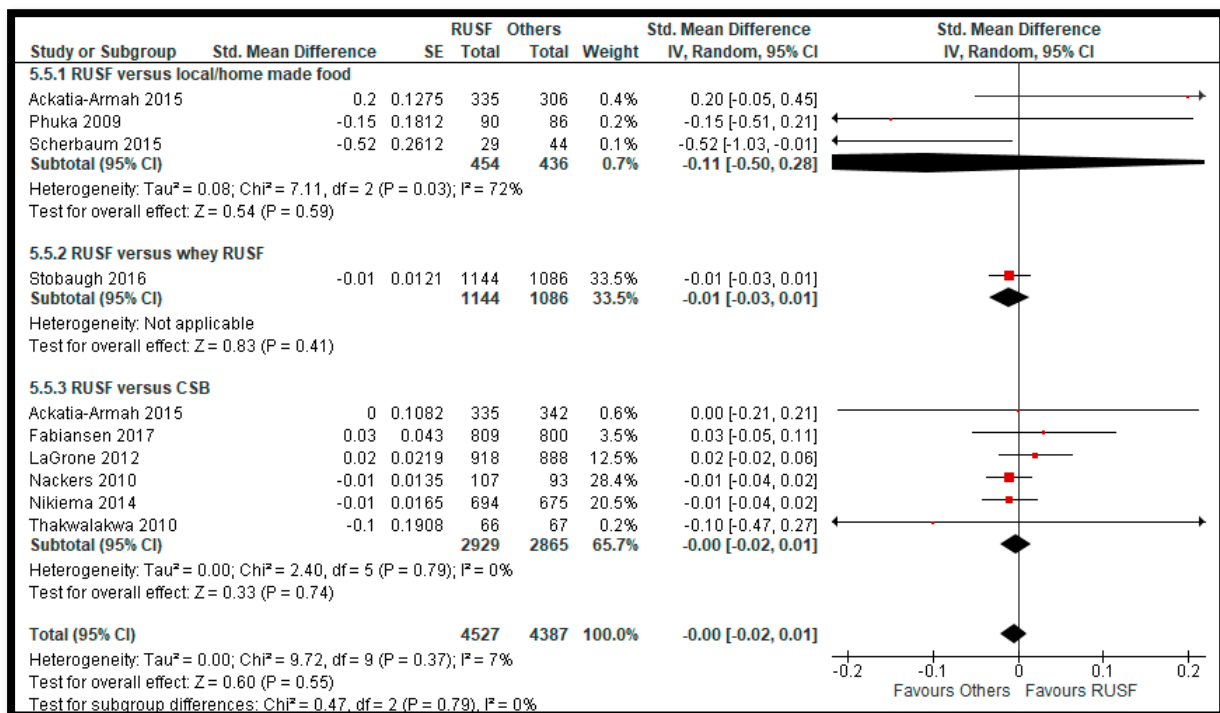 RUSF Others Std. Mean Difference Std. Mean Difference
Study or Subgroup Std. Mean Difference SE Total Total Weight IV, Random, 95% CI IV, Random, 95% CI
5.5.1 RUSF versus local/home made food
Ackatia-Armah 2015 0.2 0.1275 335 306 0.4% 0.20 [-0.05, 0.45]
Phuka 2009 -0.15 0.1812 90 86 0.2% -0.15 [-0.51, 0.21]
Scherbaum 2015 -0.52 0.2612 29 44 0.1% -0.52 [-1.03, -0.01]
Subtotal (95% CI) 454 436 0.7% -0.11 [-0.50, 0.28]
Heterogeneity: Tau² = 0.08; Chi² = 7.11, df = 2 (P = 0.03); I² = 72%
Test for overall effect: Z = 0.54 (P = 0.59)
5.5.2 RUSF versus whey RUSF
Stobaugh 2016 -0.01 0.0121 1144 1086 33.5% -0.01 [-0.03, 0.01]
Subtotal (95% CI) 1144 1086 33.5% -0.01 [-0.03, 0.01]
Heterogeneity: Not applicable
Test for overall effect: Z = 0.83 (P = 0.41)
5.5.3 RUSF versus CSB
Ackatia-Armah 2015 0 0.1082 335 342 0.6% 0.00 [-0.21, 0.21]
Fabiansen 2017 0.03 0.043 809 800 3.5% 0.03 [-0.05, 0.11]
LaGrone 2012 0.02 0.0219 918 888 12.5% 0.02 [-0.02, 0.06]
Nackers 2010 -0.01 0.0135 107 93 28.4% -0.01 [-0.04, 0.02]
Nikiema 2014 -0.01 0.0165 694 675 20.5% -0.01 [-0.04, 0.02]
Thakwalakwa 2010 -0.1 0.1908 66 67 0.2% -0.10 [-0.47, 0.27]
Subtotal (95% CI) 2929 2865 65.7% -0.00 [-0.02, 0.01]
Heterogeneity: Tau² = 0.00; Chi² = 2.40, df = 5 (P = 0.79); I² = 0%
Test for overall effect: Z = 0.33 (P = 0.74)
Total (95% CI) 4527 4387 100.0% -0.00 [-0.02, 0.01]
Heterogeneity: Tau² = 0.00; Chi² = 9.72, df = 9 (P = 0.37); I² = 7%
Test for overall effect: Z = 0.60 (P = 0.55)
Test for subgroup differences: Chi² = 0.47, df = 2 (P = 0.79), I² = 0%
-0.2 -0.1 0 0.1 0.2
Favours Others Favours RUSF